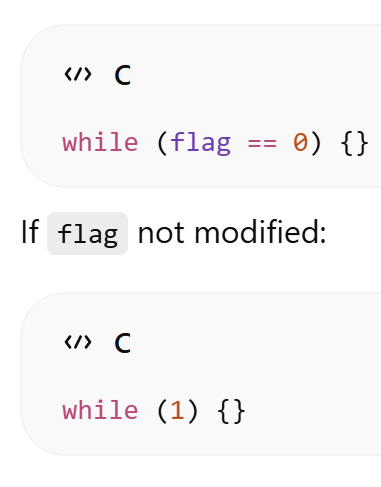 </> C
while (flag == 0) {}
If flag not modified:
</> C
while (1) {}